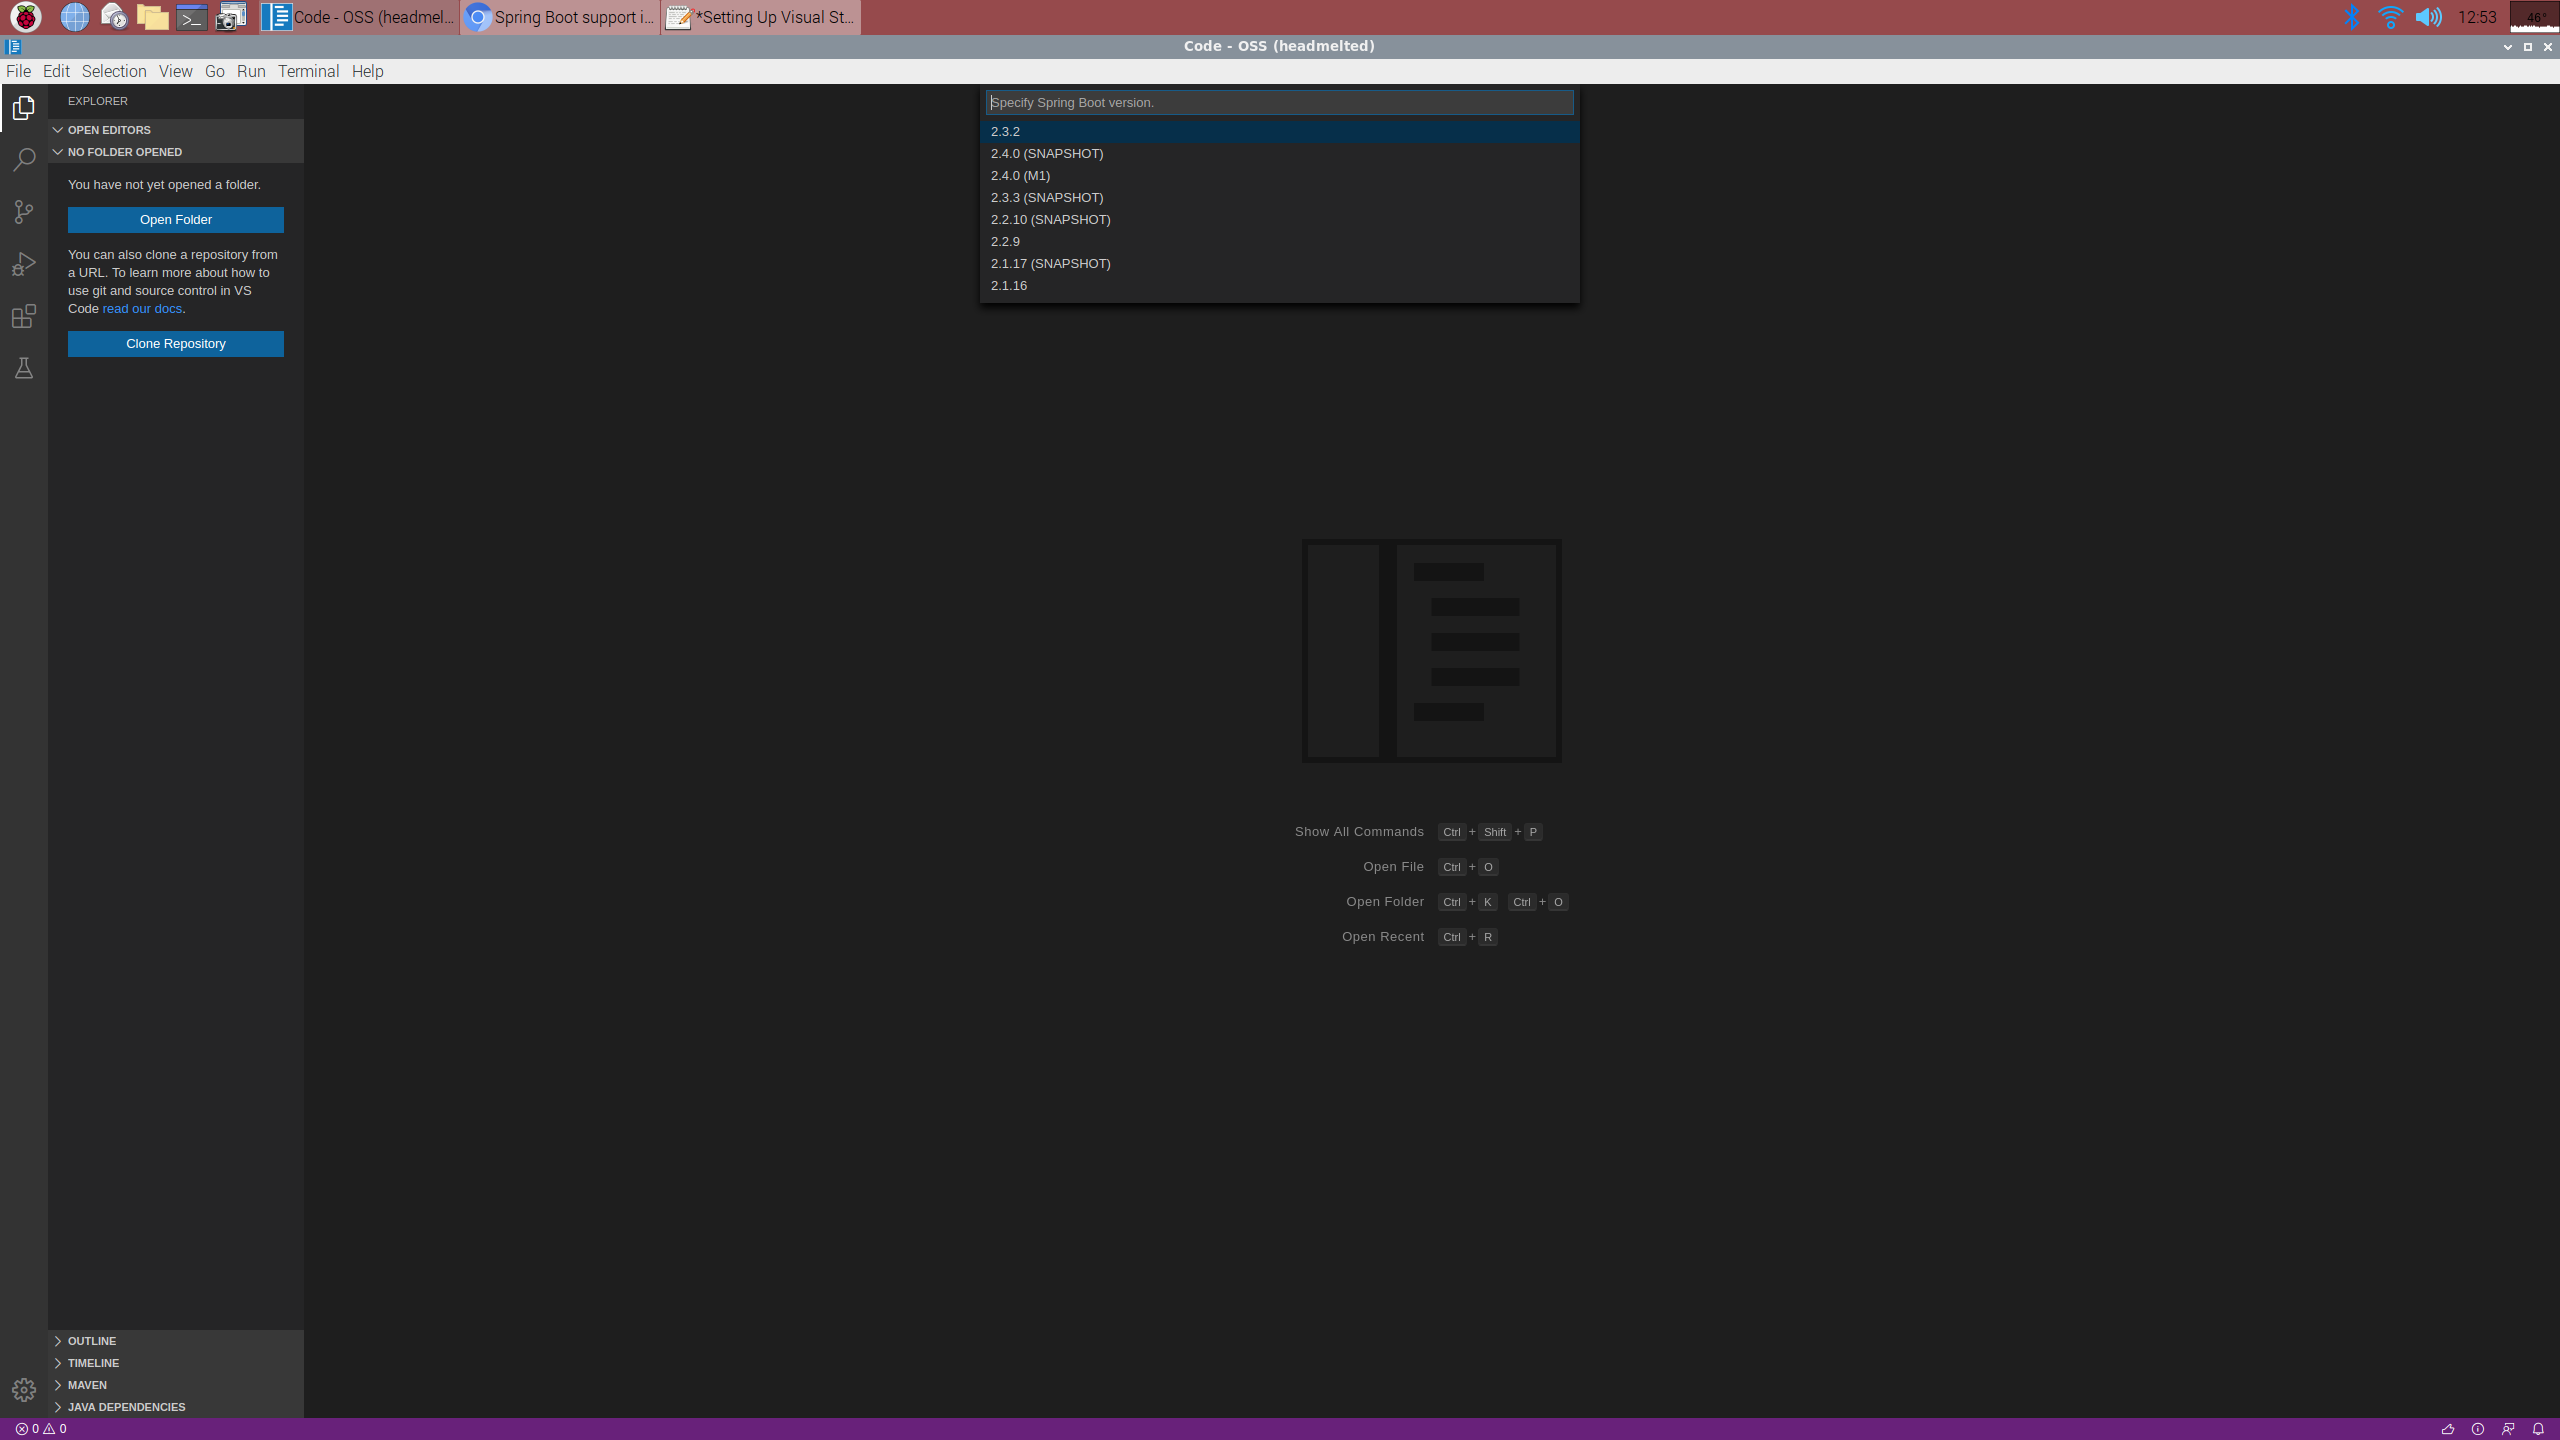 Code - OSS (headmel...
Spring Boot support i...
*Setting Up Visual St...
12:53
46°
Code - OSS (headmelted)
File Edit Selection View Go Run Terminal Help
EXPLORER
OPEN EDITORS
NO FOLDER OPENED
You have not yet opened a folder.
Open Folder
You can also clone a repository from
a URL. To learn more about how to
use git and source control in VS
Code read our docs.
Clone Repository
Specify Spring Boot version.
2.3.2
2.4.0 (SNAPSHOT)
2.4.0 (M1)
2.3.3 (SNAPSHOT)
2.2.10 (SNAPSHOT)
2.2.9
2.1.17 (SNAPSHOT)
2.1.16
Show All Commands Ctrl + Shift + P
Open File Ctrl + O
Open Folder Ctrl + K Ctrl + O
Open Recent Ctrl + R
OUTLINE
TIMELINE
MAVEN
JAVA DEPENDENCIES
0 0